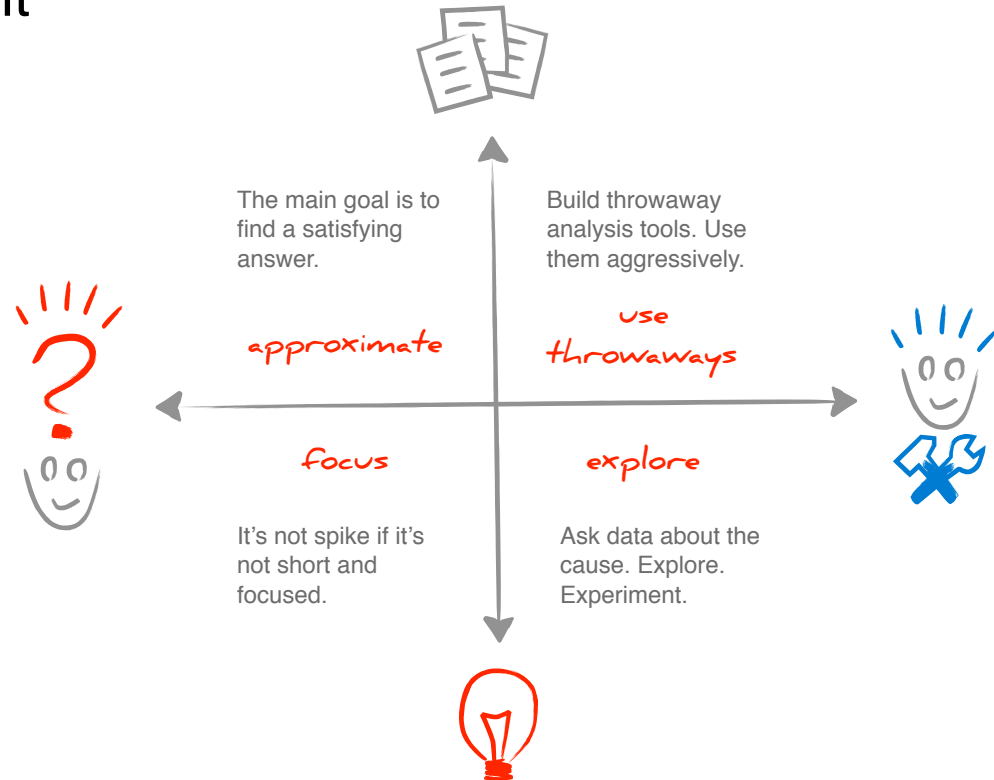 The main goal is to
find a satisfying
answer.
Build throwaway
analysis tools. Use
them aggressively.
approximate
use
throwaways
focus
explore
It’s not spike if it’s
not short and
focused.
Ask data about the
cause. Explore.
Experiment.